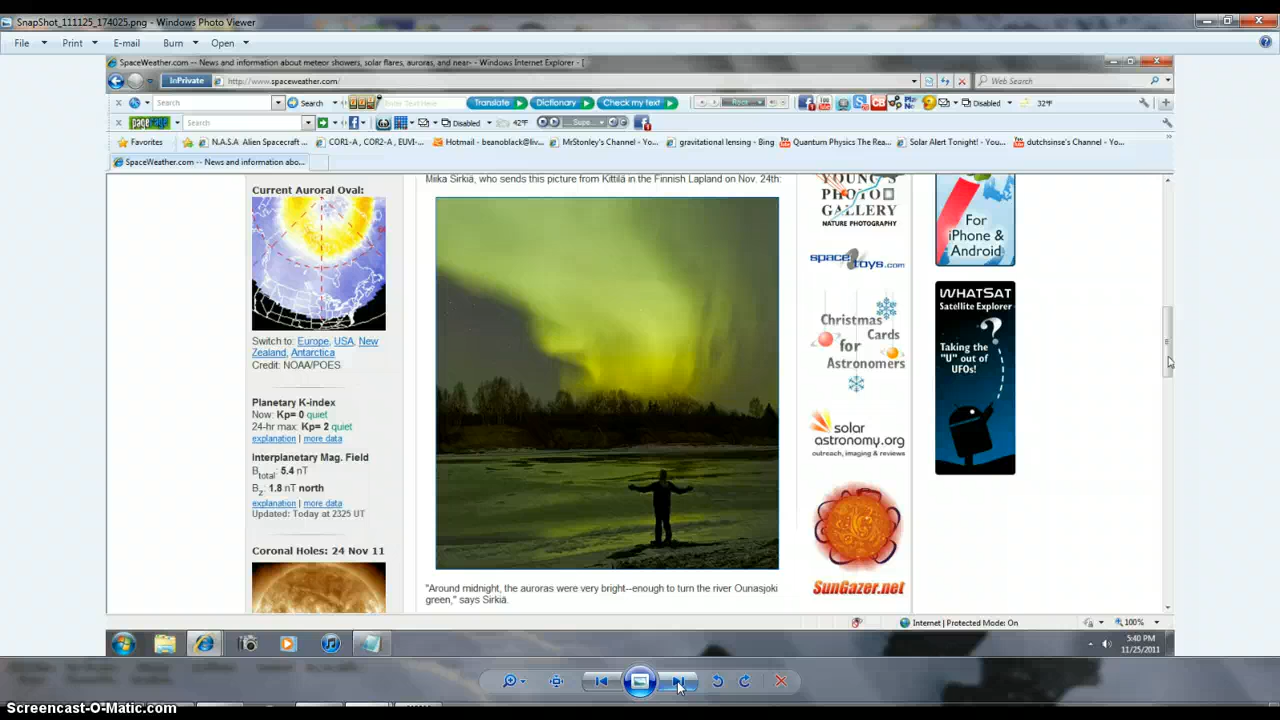 SnapShot_111125_174025.png - Windows Photo Viewer
File Print E-mail Burn Open
SpaceWeather.com -- News and information about meteor showers, solar flares, auroras, and near- - Windows Internet Explorer - [
InPrivate http://www.spaceweather.com/ Web Search
Search Search Enter Text Here Translate Dictionary Check my text Disabled 32°F
Search Disabled 42°F
Favorites N.A.S.A Alien Spacecraft ... COR1-A , COR2-A , EUVI-... Hotmail - beanoblack@liv... MrStonley's Channel - Yo... gravitational lensing - Bing Quantum Physics The Rea... Solar Alert Tonight! - You... dutchsinse's Channel - Yo...
SpaceWeather.com -- News and information abo...
Miika Sirkiä, who sends this picture from Kittilä in the Finnish Lapland on Nov. 24th:
Current Auroral Oval:
Switch to: Europe, USA, New
Zealand, Antarctica
Credit: NOAA/POES
Planetary K-index
Now: Kp= 0 quiet
24-hr max: Kp= 2 quiet
explanation | more data
Interplanetary Mag. Field
Btotal: 5.4 nT
Bz: 1.8 nT north
explanation | more data
Updated: Today at 2325 UT
Coronal Holes: 24 Nov 11
"Around midnight, the auroras were very bright--enough to turn the river Ounasjoki
green," says Sirkiä.
YOUNG'S
PHOTO
GALLERY
NATURE PHOTOGRAPHY
space toys.com
Christmas
Cards
for
Astronomers
solar
astronomy.org
outreach, imaging & reviews
SunGazer.net
For
iPhone &
Android
WHATSAT
Satellite Explorer
Taking the
"U" out of
UFOs!
Internet | Protected Mode: On 100%
5:40 PM
11/25/2011
Screencast-O-Matic.com